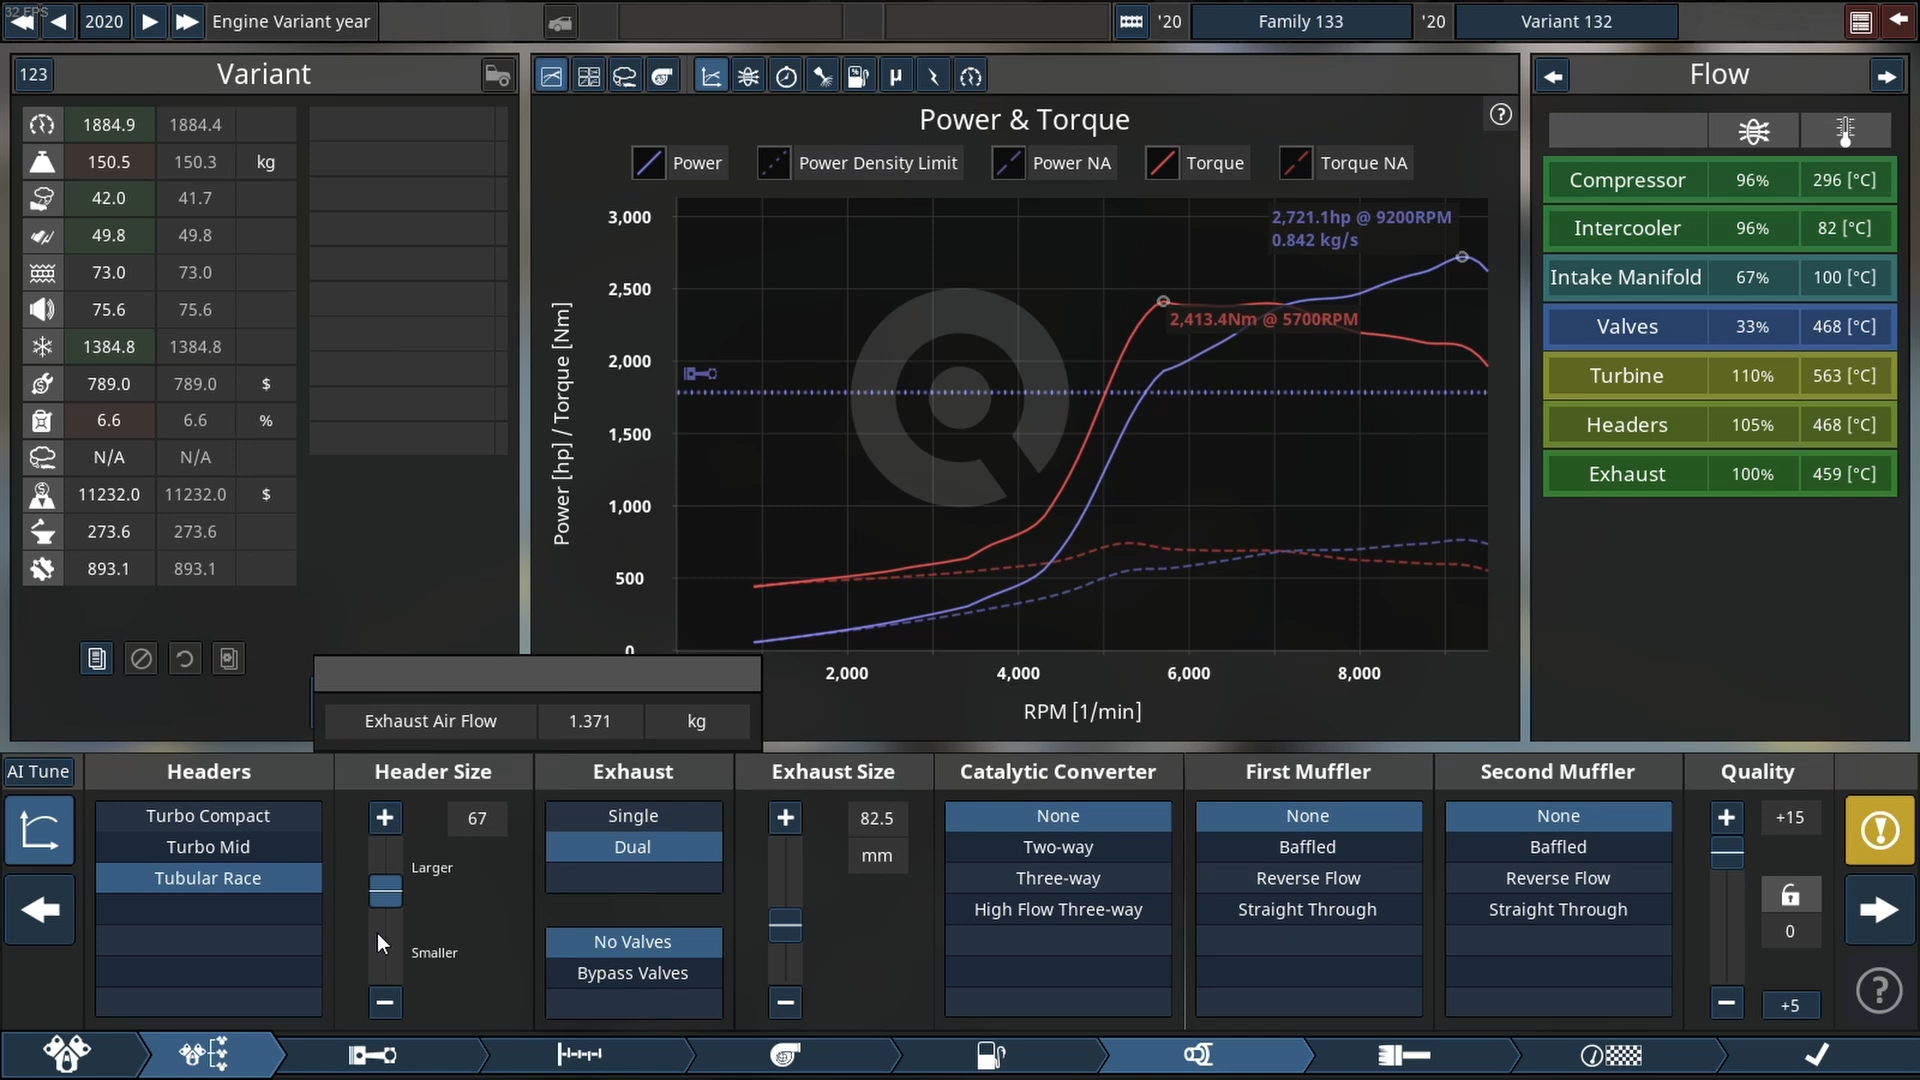 32 FPS
2020
Engine Variant year
'20
Family 133
'20
Variant 132
123
Variant
1884.9 1884.4
150.5 150.3 kg
42.0 41.7
49.8 49.8
73.0 73.0
75.6 75.6
1384.8 1384.8
789.0 789.0 $
6.6 6.6 %
N/A N/A
11232.0 11232.0 $
273.6 273.6
893.1 893.1
μ
Power & Torque
?
Power
Power Density Limit
Power NA
Torque
Torque NA
Power [hp] / Torque [Nm]
3,000
2,500
2,000
1,500
1,000
500
0
2,721.1hp @ 9200RPM
0.842 kg/s
2,413.4Nm @ 5700RPM
2,000
4,000
6,000
8,000
RPM [1/min]
Flow
Compressor 96% 296 [°C]
Intercooler 96% 82 [°C]
Intake Manifold 67% 100 [°C]
Valves 33% 468 [°C]
Turbine 110% 563 [°C]
Headers 105% 468 [°C]
Exhaust 100% 459 [°C]
Exhaust Air Flow 1.371 kg
AI Tune
Headers
Turbo Compact
Turbo Mid
Tubular Race
Header Size
+
67
Larger
Smaller
−
Exhaust
Single
Dual
No Valves
Bypass Valves
Exhaust Size
+
82.5
mm
−
Catalytic Converter
None
Two-way
Three-way
High Flow Three-way
First Muffler
None
Baffled
Reverse Flow
Straight Through
Second Muffler
None
Baffled
Reverse Flow
Straight Through
Quality
+
+15
0
−
+5
!
?